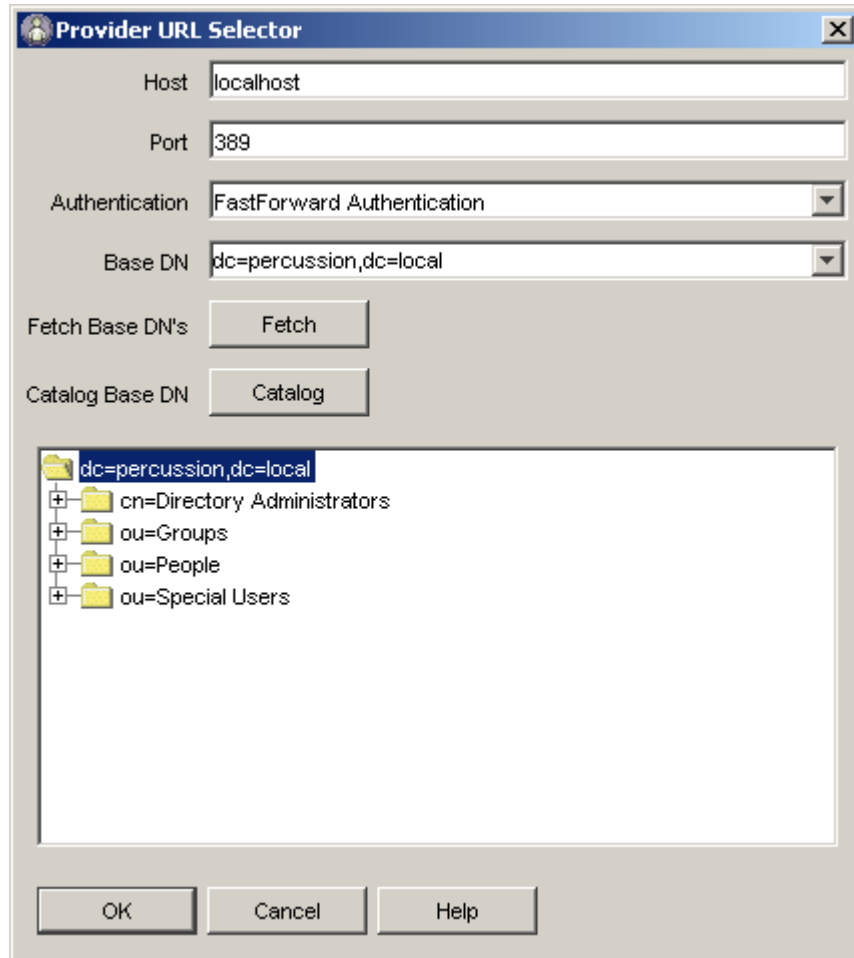 Provider URL Selector
Host localhost
Port 389
Authentication FastForward Authentication
Base DN dc=percussion,dc=local
Fetch Base DN's Fetch
Catalog Base DN Catalog
dc=percussion,dc=local
cn=Directory Administrators
ou=Groups
ou=People
ou=Special Users
OK Cancel Help